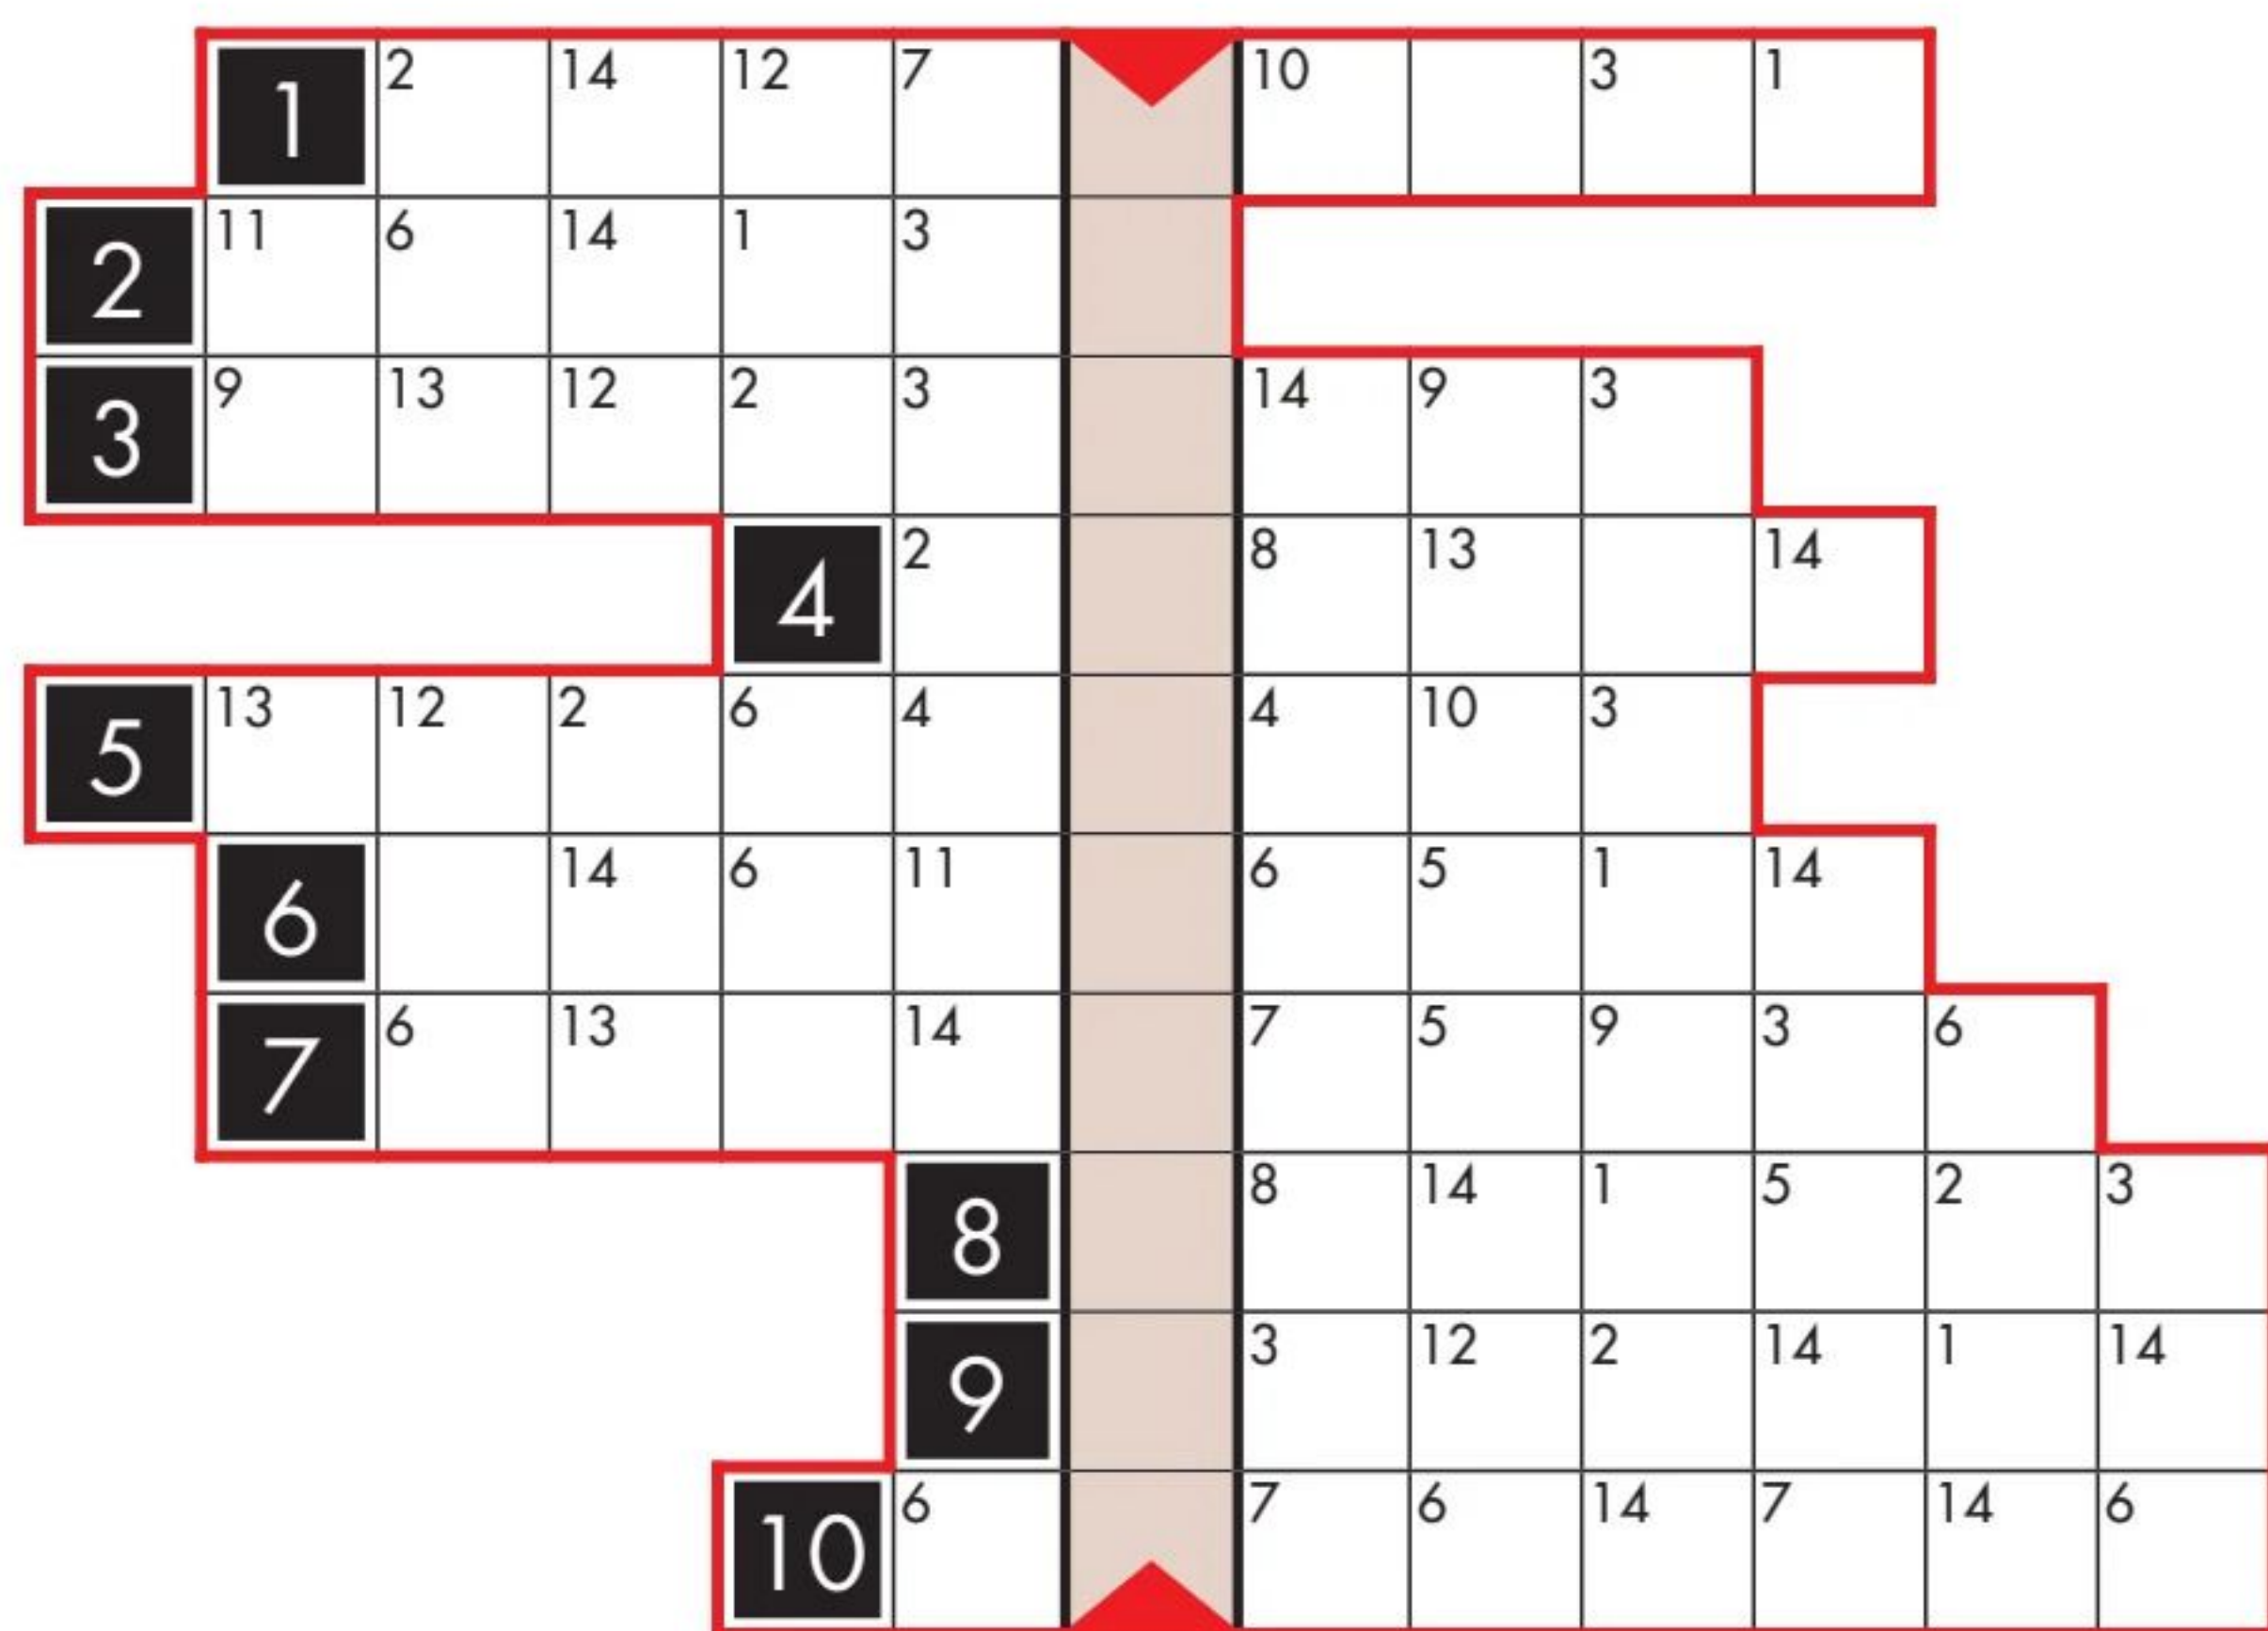 1 2 14 12 7 10 3 1
2 11 6 14 1 3
3 9 13 12 2 3 14 9 3
4 2 8 13 14
5 13 12 2 6 4 4 10 3
6 14 6 11 6 5 1 14
7 6 13 14 7 5 9 3 6
8 8 14 1 5 2 3
9 3 12 2 14 1 14
10 6 7 6 14 7 14 6